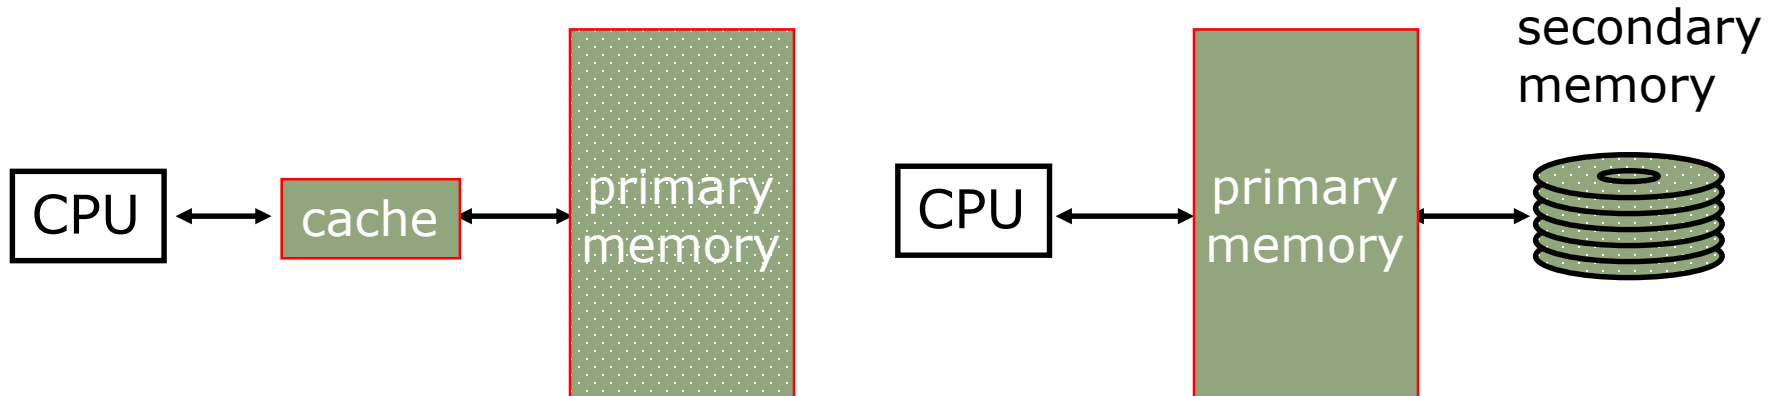 CPU
cache
primary
memory
CPU
primary
memory
secondary
memory